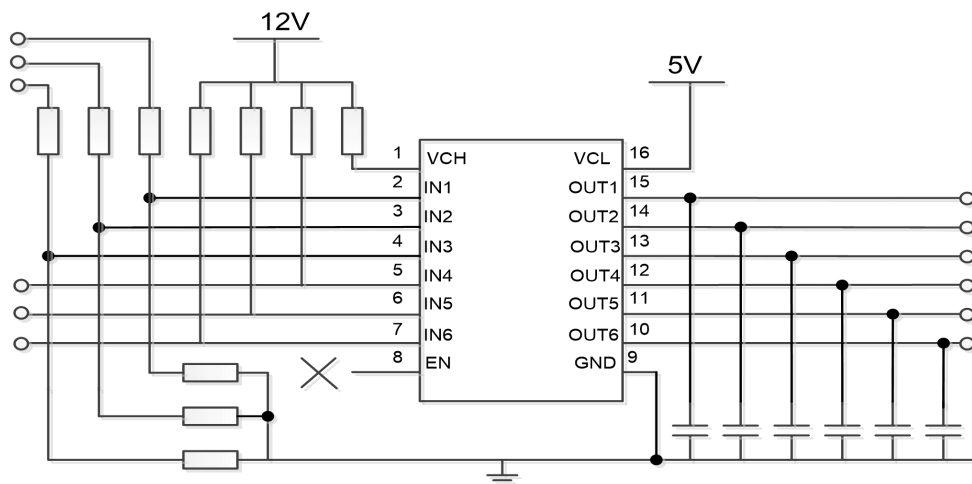 12V
5V
1 VCH VCL 16
2 IN1 OUT1 15
3 IN2 OUT2 14
4 IN3 OUT3 13
5 IN4 OUT4 12
6 IN5 OUT5 11
7 IN6 OUT6 10
8 EN GND 9